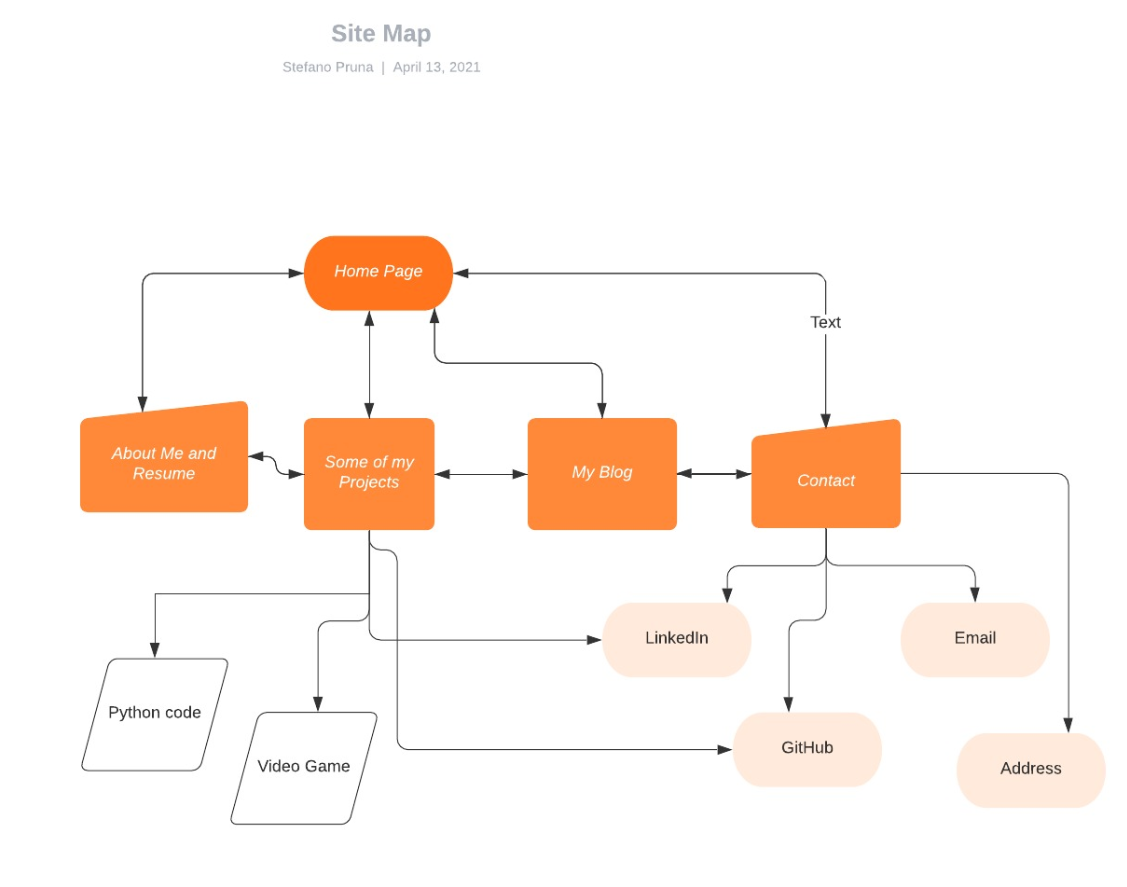 Site Map
Stefano Pruna | April 13, 2021
Home Page
Text
About Me and
Resume
Some of my
Projects
My Blog
Contact
LinkedIn
Email
Python code
Video Game
GitHub
Address